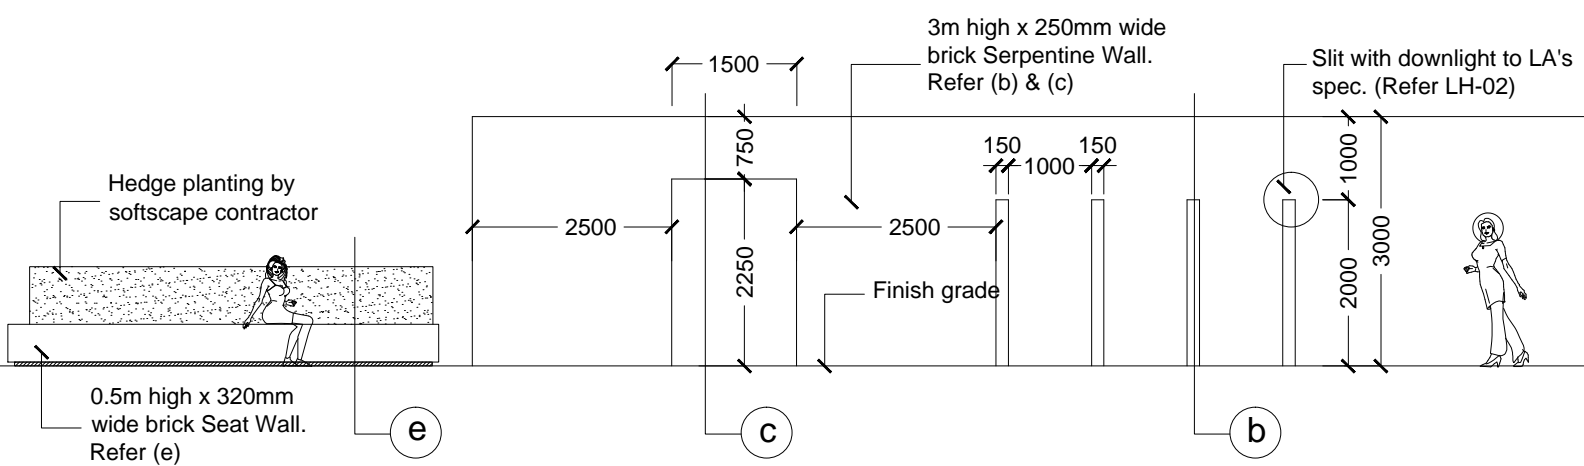 3m high x 250mm wide
brick Serpentine Wall.
Refer (b) & (c)
Slit with downlight to LA's
spec. (Refer LH-02)
1500
750
150
1000
150
1000
Hedge planting by
softscape contractor
2500
2500
2250
3000
2000
Finish grade
0.5m high x 320mm
wide brick Seat Wall.
Refer (e)
e
c
b